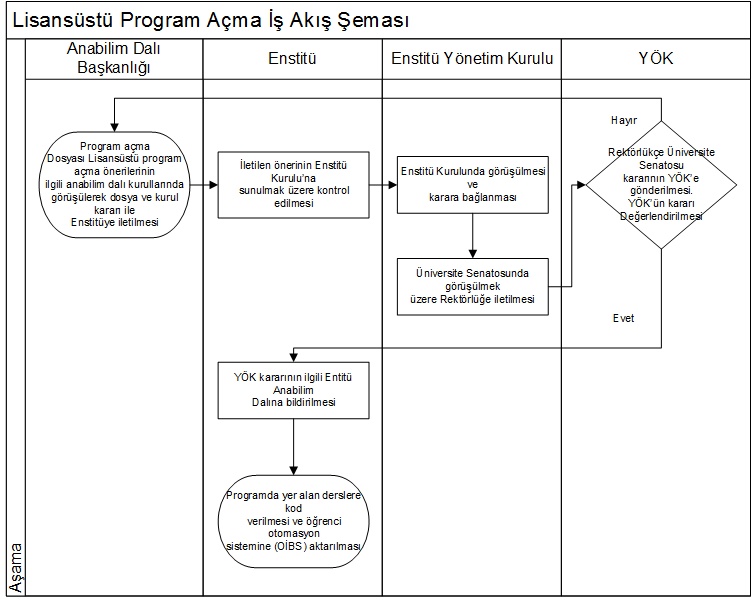 Lisansüstü Program Açma İş Akış Şeması
Anabilim Dalı
Başkanlığı
Enstitü
Enstitü Yönetim Kurulu
YÖK
Program açma
Dosyası Lisansüstü program
açma önerilerinin
ilgili anabilim dalı kurullarında
görüşülerek dosya ve kurul
kararı ile
Enstitüye iletilmesi
İletilen önerinin Enstitü
Kurulu’na
sunulmak üzere kontrol
edilmesi
Enstitü Kurulunda görüşülmesi
ve
karara bağlanması
Üniversite Senatosunda
görüşülmek
üzere Rektörlüğe iletilmesi
Hayır
Rektörlükçe Üniversite
Senatosu
kararının YÖK’e
gönderilmesi.
YÖK’ün kararı
Değerlendirilmesi
Evet
YÖK kararının ilgili Entitü
Anabilim
Dalına bildirilmesi
Programda yer alan derslere
kod
verilmesi ve öğrenci
otomasyon
sistemine (OİBS) aktarılması
Aşama